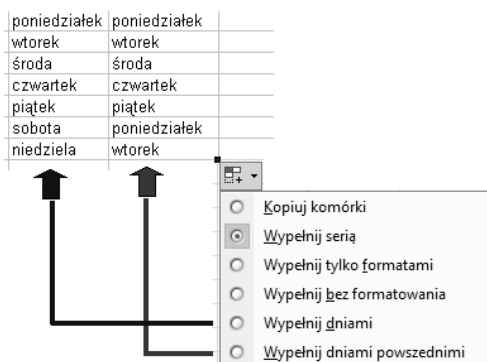 poniedziałek poniedziałek
wtorek wtorek
środa środa
czwartek czwartek
piątek piątek
sobota poniedziałek
niedziela wtorek
Kopiuj komórki
Wypełnij serią
Wypełnij tylko formatami
Wypełnij bez formatowania
Wypełnij dniami
Wypełnij dniami powszednimi